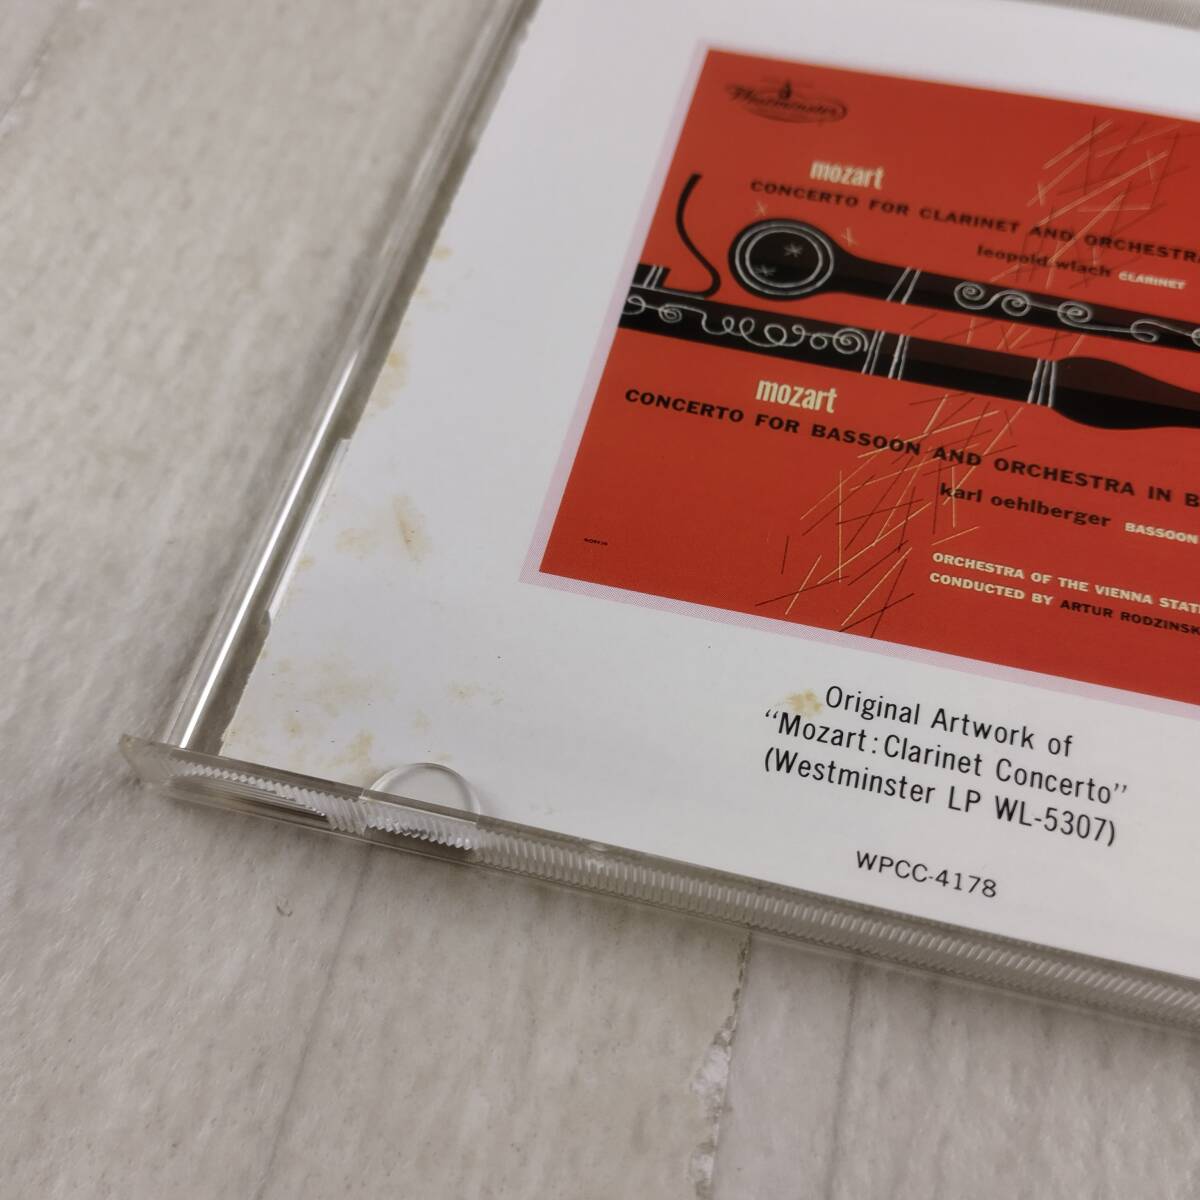 Westminster
mozart
CONCERTO FOR CLARINET AND ORCHESTRA
leopold wlach CLARINET
mozart
CONCERTO FOR BASSOON AND ORCHESTRA IN B
karl oehlberger BASSOON
ORCHESTRA OF THE VIENNA STAT
CONDUCTED BY ARTUR RODZINSK
Original Artwork of
“Mozart: Clarinet Concerto”
(Westminster LP WL-5307)
WPCC-4178